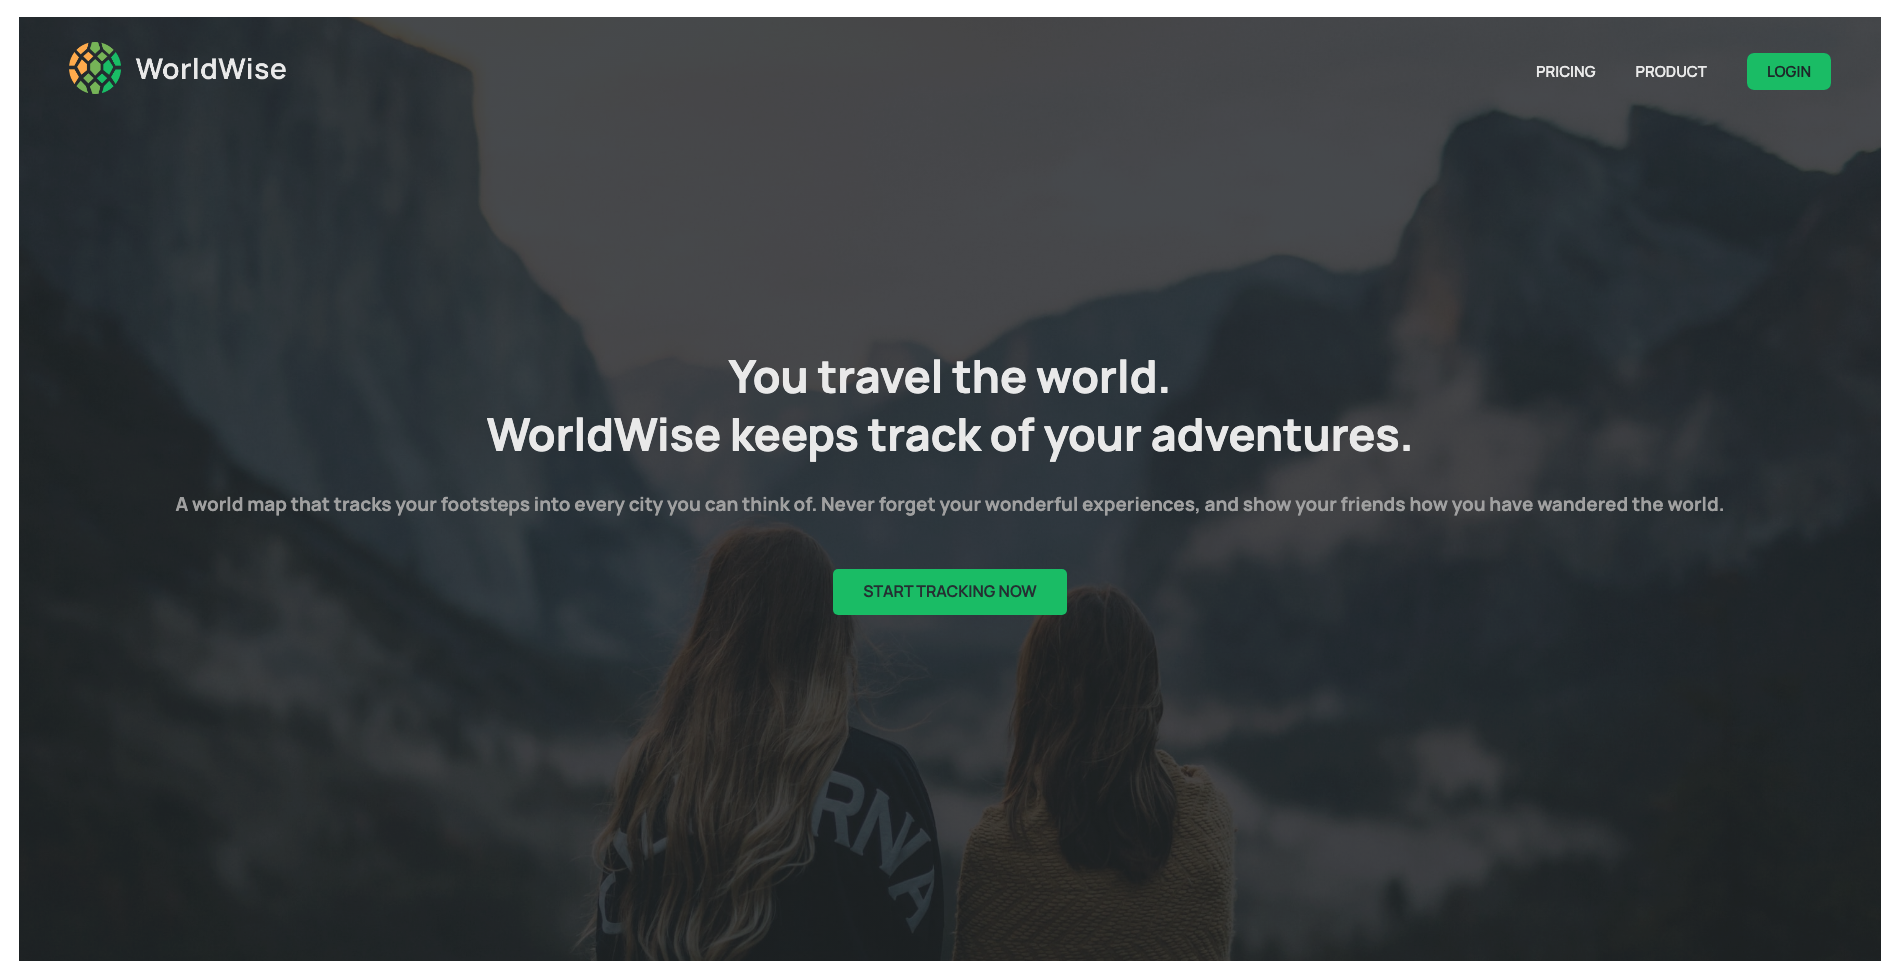 WorldWise
PRICING
PRODUCT
LOGIN
You travel the world.
WorldWise keeps track of your adventures.
A world map that tracks your footsteps into every city you can think of. Never forget your wonderful experiences, and show your friends how you have wandered the world.
START TRACKING NOW
RNIA